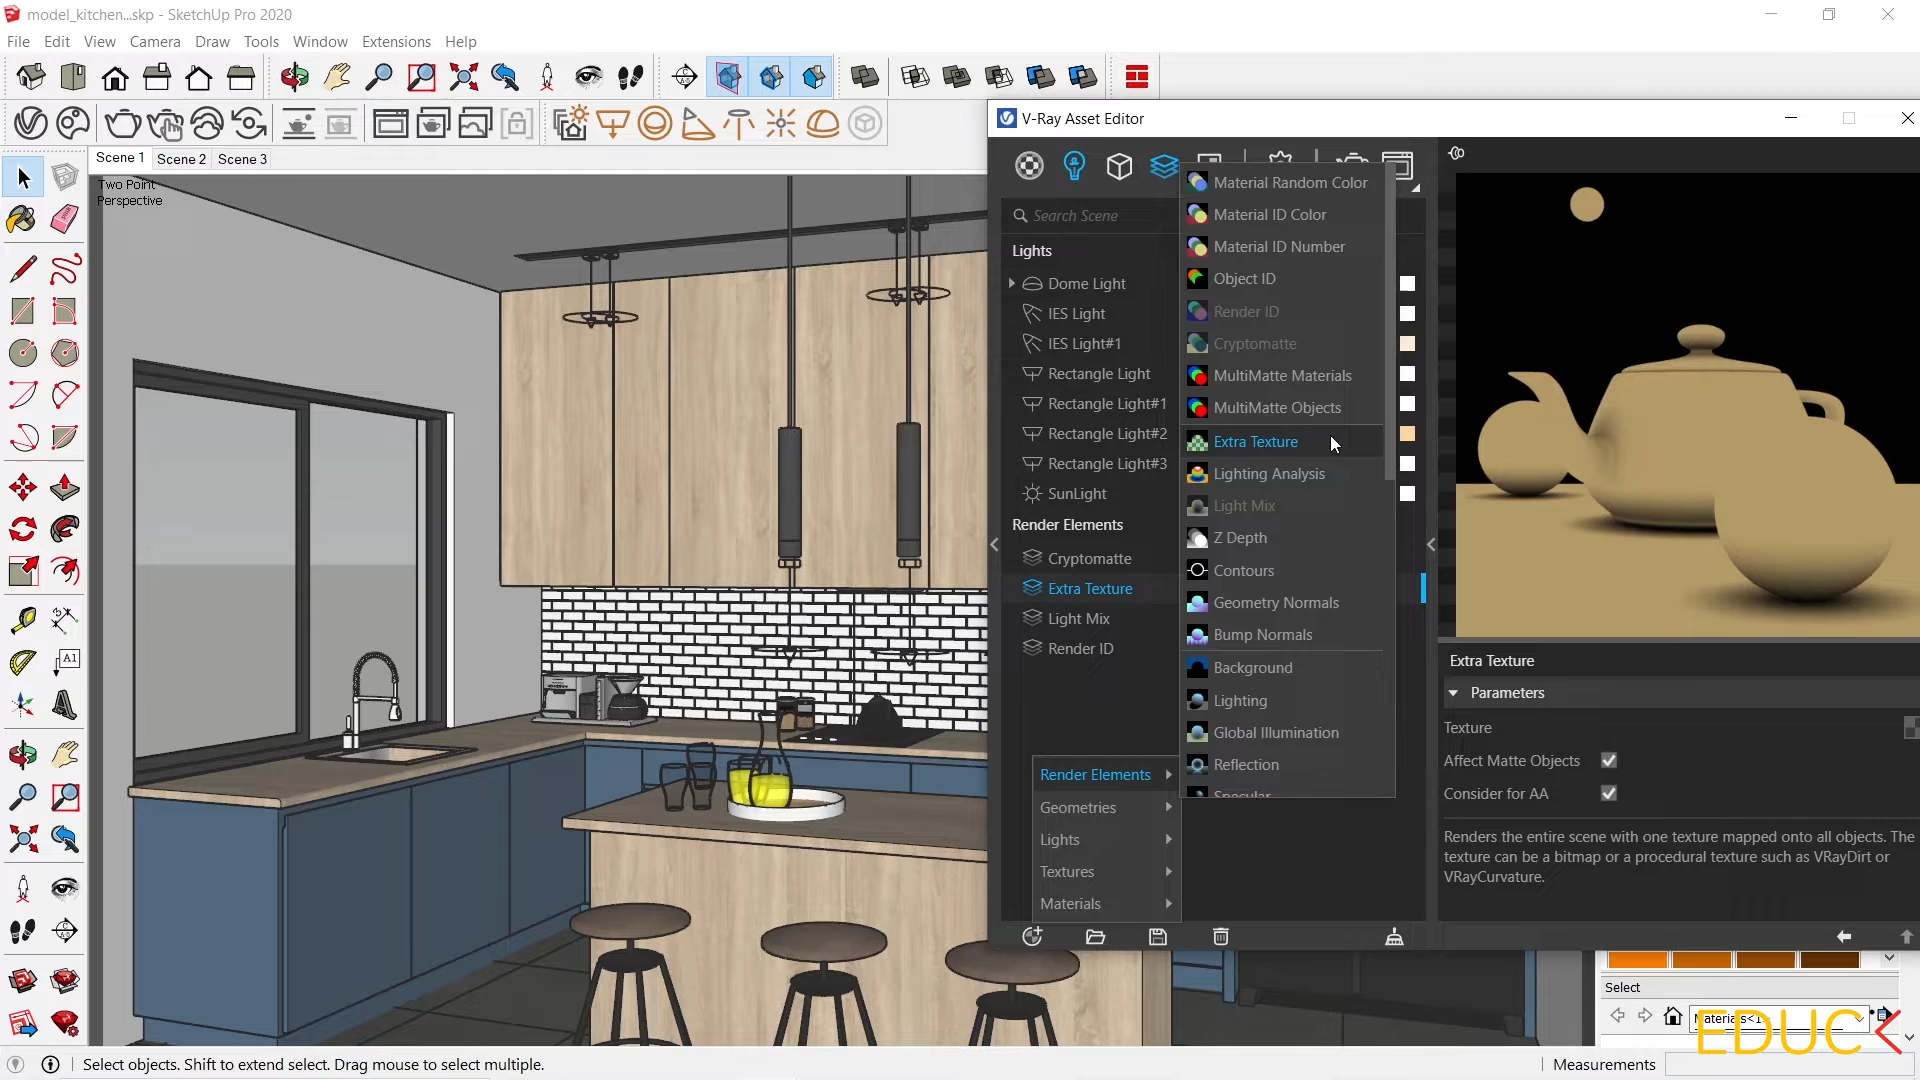 model_kitchen...skp - SketchUp Pro 2020
File Edit View Camera Draw Tools Window Extensions Help
V-Ray Asset Editor
Scene 1 Scene 2 Scene 3
Two Point
Perspective
Search Scene
Lights
Dome Light
IES Light
IES Light#1
Rectangle Light
Rectangle Light#1
Rectangle Light#2
Rectangle Light#3
SunLight
Render Elements
Cryptomatte
Extra Texture
Light Mix
Render ID
Render Elements
Geometries
Lights
Textures
Materials
Material Random Color
Material ID Color
Material ID Number
Object ID
Render ID
Cryptomatte
MultiMatte Materials
MultiMatte Objects
Extra Texture
Lighting Analysis
Light Mix
Z Depth
Contours
Geometry Normals
Bump Normals
Background
Lighting
Global Illumination
Reflection
Specular
Extra Texture
Parameters
Texture
Affect Matte Objects
Consider for AA
Renders the entire scene with one texture mapped onto all objects. The
texture can be a bitmap or a procedural texture such as VRayDirt or
VRayCurvature.
A1
Select
EDUCK
Select objects. Shift to extend select. Drag mouse to select multiple.
Measurements